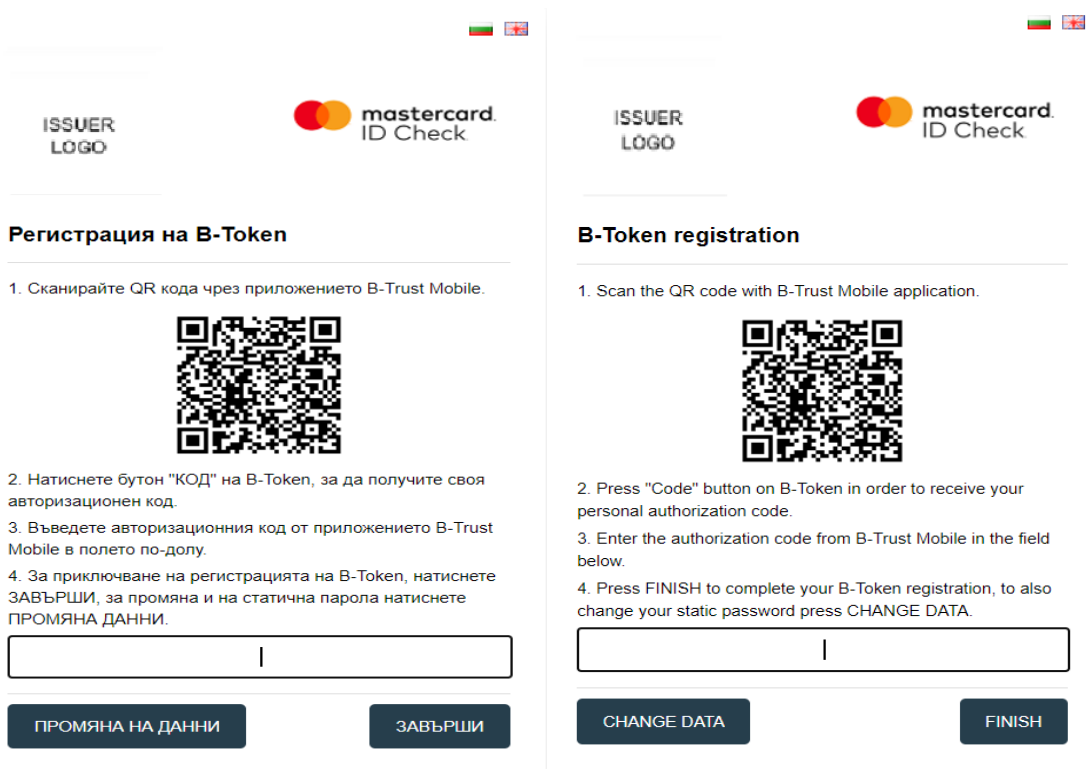 ISSUER
LOGO
mastercard.
ID Check
Регистрация на B-Token
1. Сканирайте QR кода чрез приложението B-Trust Mobile.
2. Натиснете бутон "КОД" на B-Token, за да получите своя
авторизационен код.
3. Въведете авторизационния код от приложението B-Trust
Mobile в полето по-долу.
4. За приключване на регистрацията на B-Token, натиснете
ЗАВЪРШИ, за промяна и на статична парола натиснете
ПРОМЯНА ДАННИ.
ПРОМЯНА НА ДАННИ
ЗАВЪРШИ
ISSUER
LOGO
mastercard.
ID Check
B-Token registration
1. Scan the QR code with B-Trust Mobile application.
2. Press "Code" button on B-Token in order to receive your
personal authorization code.
3. Enter the authorization code from B-Trust Mobile in the field
below.
4. Press FINISH to complete your B-Token registration, to also
change your static password press CHANGE DATA.
CHANGE DATA
FINISH